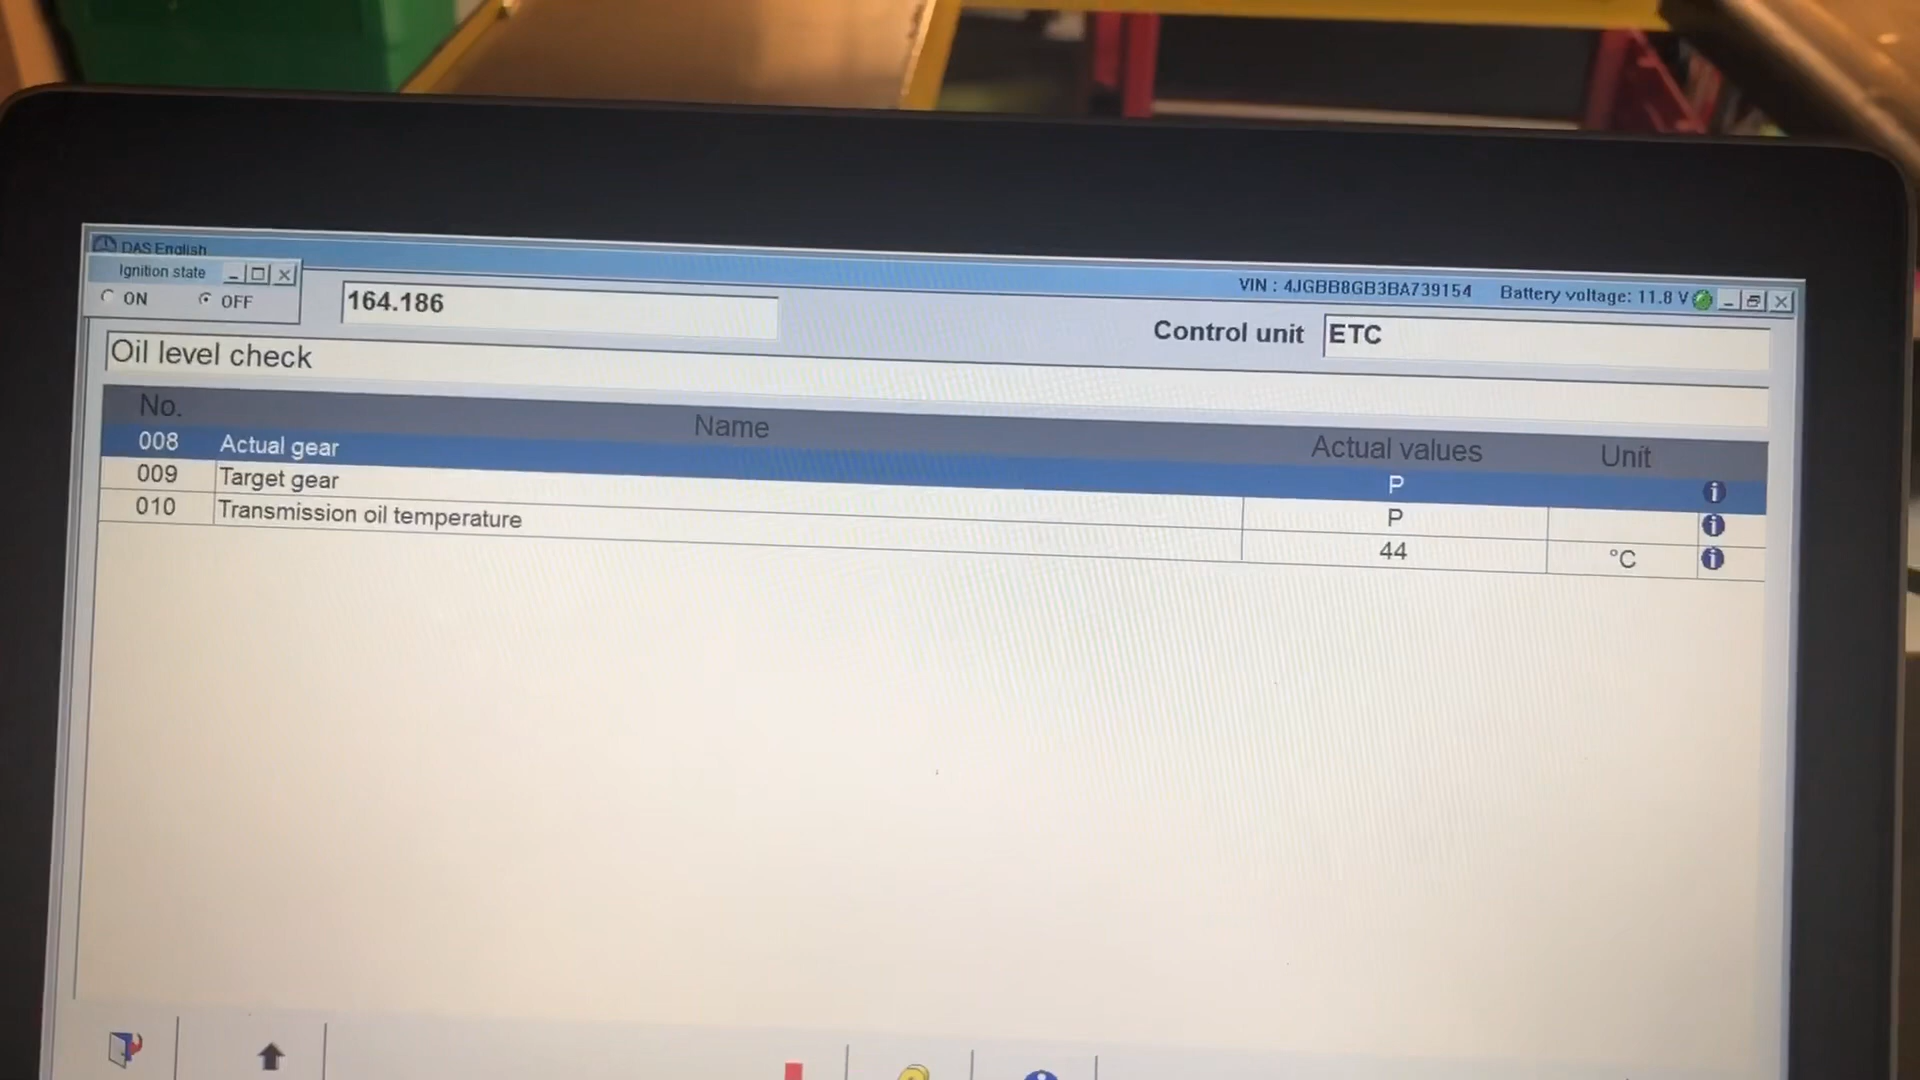 DAS English
Ignition state
ON OFF
164.186
VIN : 4JGBB8GB3BA739154 Battery voltage: 11.8 V
Control unit ETC
Oil level check
No. Name Actual values Unit
008 Actual gear P
009 Target gear P
010 Transmission oil temperature 44 °C